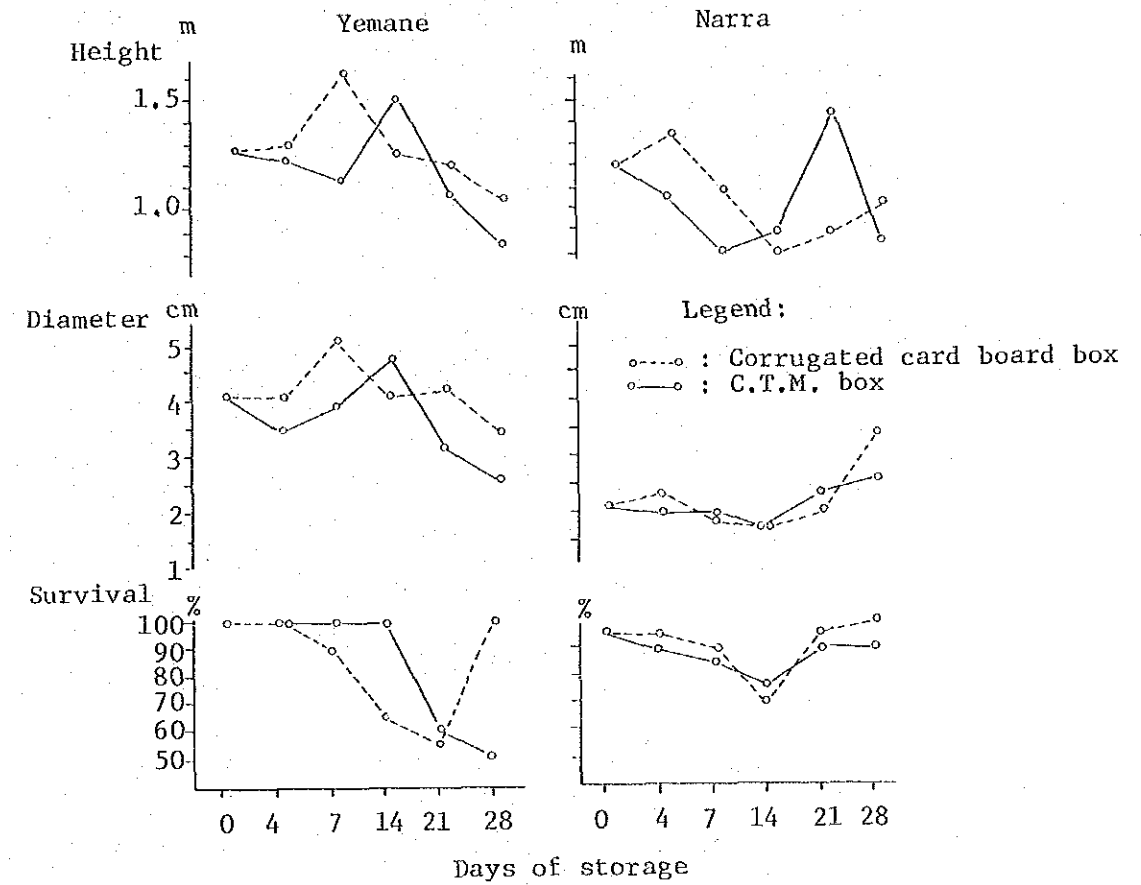 Yemane
Narra
Height m
m
1.5
1.0
Diameter cm
cm
Legend:
5
4
3
2
1
o---o : Corrugated card board box
o—o : C.T.M. box
Survival %
%
100
90
80
70
60
50
0 4 7 14 21 28
0 4 7 14 21 28
Days of storage